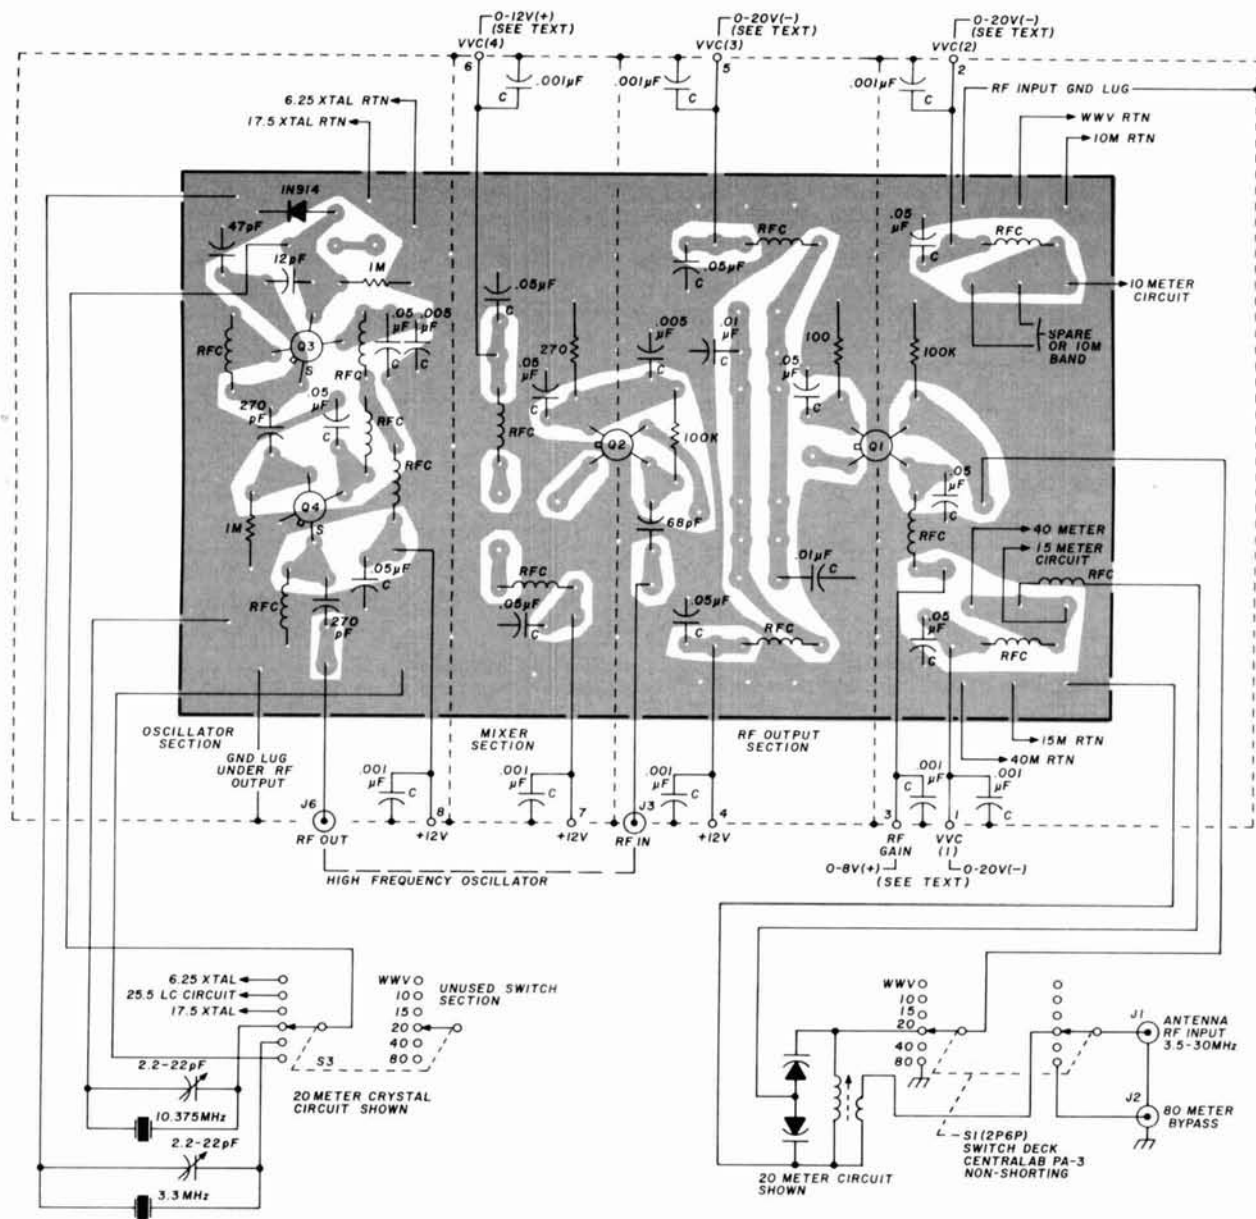 0-12V(+)
(SEE TEXT)
VVC(4)
6
.001µF
C
0-20V(-)
(SEE TEXT)
VVC(3)
5
.001µF
C
0-20V(-)
(SEE TEXT)
VVC(2)
2
.001µF
C
6.25 XTAL RTN
17.5 XTAL RTN
RF INPUT GND LUG
WWV RTN
10M RTN
1N914
47pF
C
12pF
C
1M
.05
µF
C
.005
µF
C
RFC
Q3
S
RFC
270
pF
.05
µF
C
RFC
RFC
Q4
S
1M
.05µF
C
RFC
270
pF
.05µF
C
270
.05
µF
C
RFC
Q2
.005
µF
C
100K
68pF
RFC
.05µF
C
.05µF
C
RFC
.01
µF
C
.01µF
C
.05µF
C
RFC
100
.05
µF
C
Q1
100K
.05
µF
C
RFC
10 METER
CIRCUIT
SPARE
OR 10M
BAND
.05
µF
C
RFC
40 METER
15 METER
CIRCUIT
RFC
.05
µF
C
RFC
OSCILLATOR
SECTION
MIXER
SECTION
RF OUTPUT
SECTION
15M RTN
40M RTN
GND LUG
UNDER RF
OUTPUT
.001
µF
C
.001
µF
C
.001
µF
C
.001
µF
C
.001
µF
C
J6
RF OUT
8
+12V
7
+12V
J3
RF IN
4
+12V
3
RF
GAIN
1
VVC
(1)
0-8V(+)
0-20V(-)
(SEE TEXT)
HIGH FREQUENCY OSCILLATOR
6.25 XTAL
25.5 LC CIRCUIT
17.5 XTAL
S3
WWV
10
15
20
40
80
UNUSED SWITCH
SECTION
2.2-22pF
10.375MHz
2.2-22pF
3.3MHz
20 METER CRYSTAL
CIRCUIT SHOWN
WWV
10
15
20
40
80
J1
ANTENNA
RF INPUT
3.5-30MHz
J2
80 METER
BYPASS
S1(2P6P)
SWITCH DECK
CENTRALAB PA-3
NON-SHORTING
20 METER CIRCUIT
SHOWN